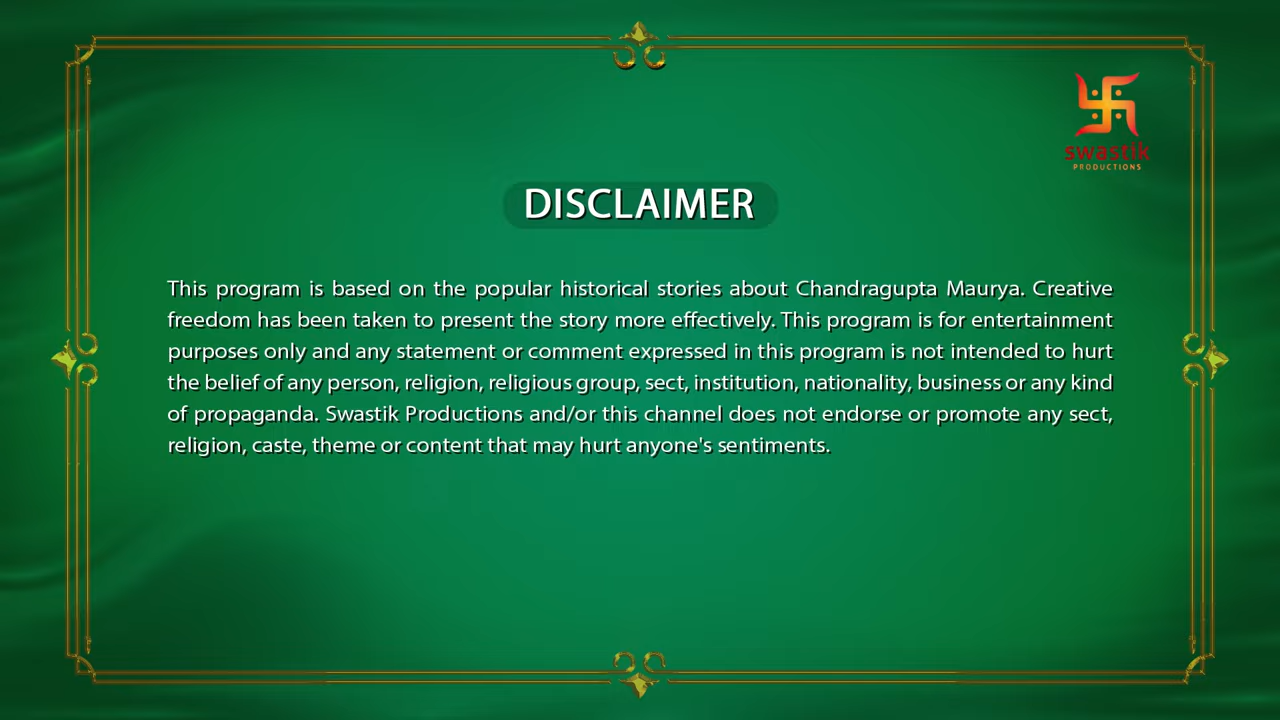 swastik
PRODUCTIONS
DISCLAIMER
This program is based on the popular historical stories about Chandragupta Maurya. Creative
freedom has been taken to present the story more effectively. This program is for entertainment
purposes only and any statement or comment expressed in this program is not intended to hurt
the belief of any person, religion, religious group, sect, institution, nationality, business or any kind
of propaganda. Swastik Productions and/or this channel does not endorse or promote any sect,
religion, caste, theme or content that may hurt anyone's sentiments.